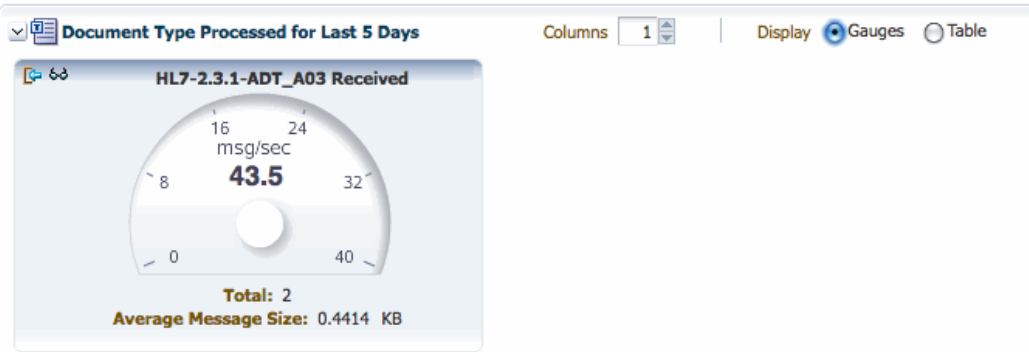 Document Type Processed for Last 5 Days Columns 1 Display Gauges Table
HL7-2.3.1-ADT_A03 Received
16 24
msg/sec
43.5
8 32
0 40
Total: 2
Average Message Size: 0.4414 KB